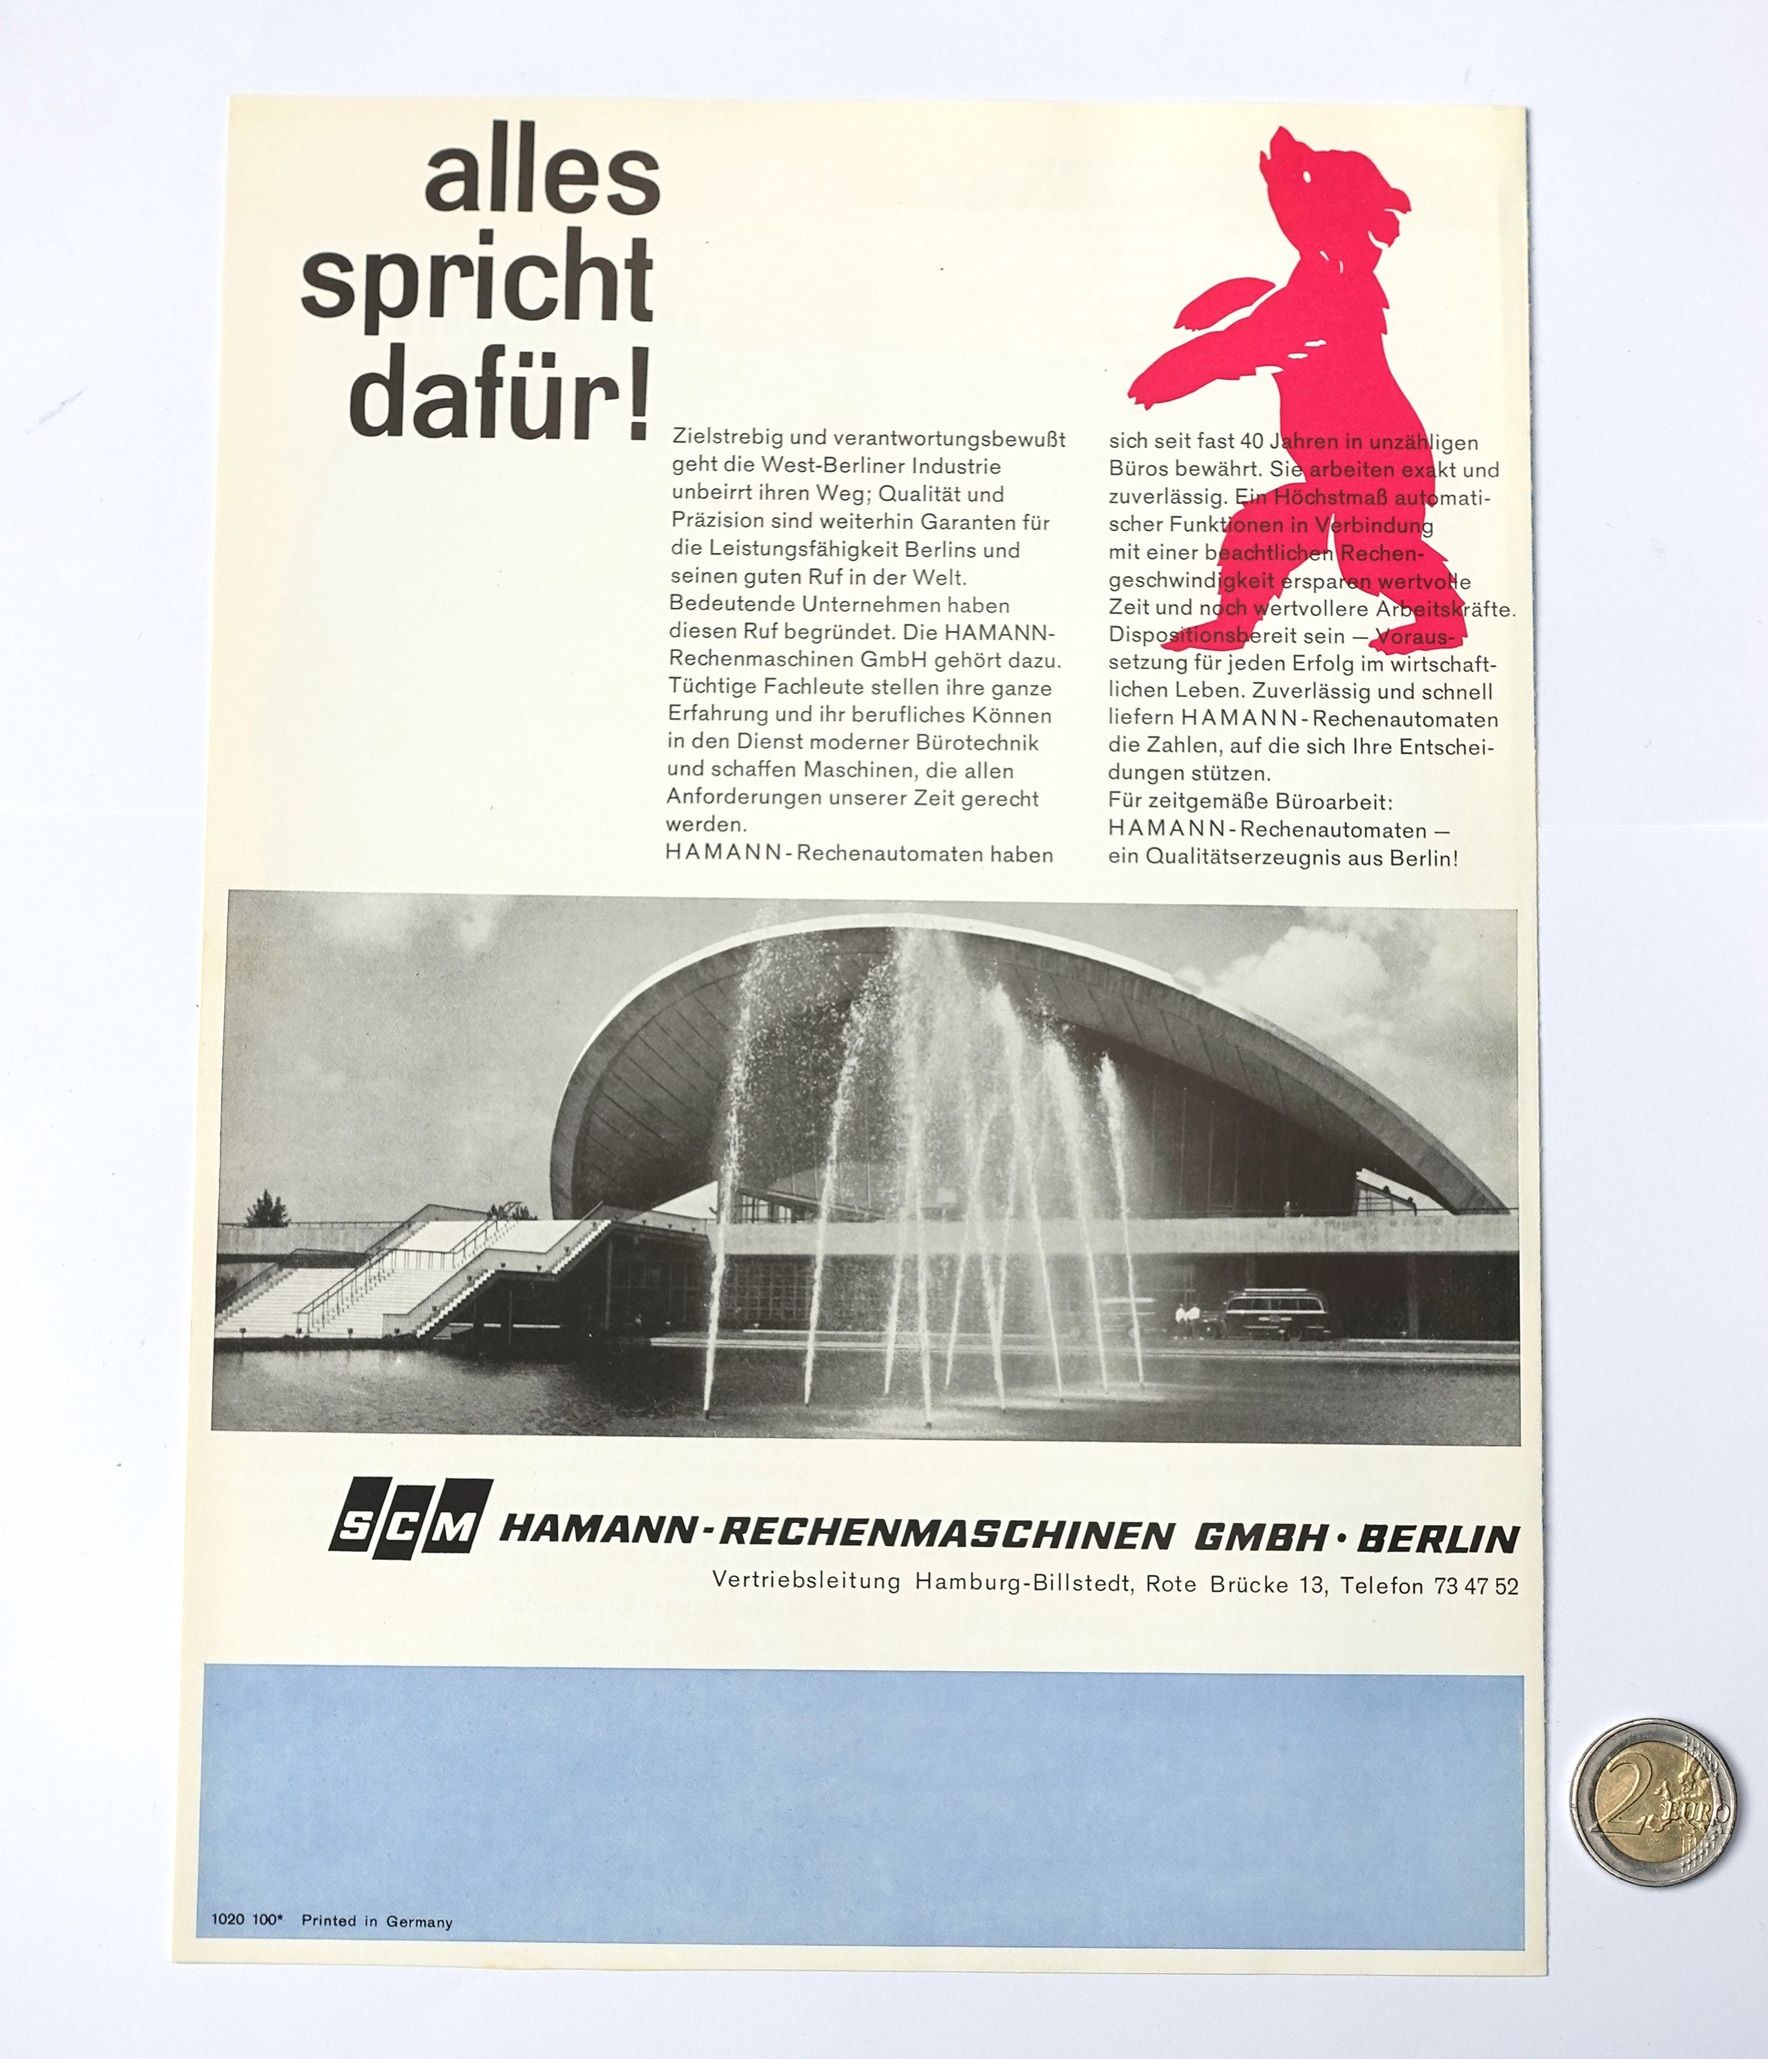 alles
spricht
dafür!
Zielstrebig und verantwortungsbewußt
geht die West-Berliner Industrie
unbeirrt ihren Weg; Qualität und
Präzision sind weiterhin Garanten für
die Leistungsfähigkeit Berlins und
seinen guten Ruf in der Welt.
Bedeutende Unternehmen haben
diesen Ruf begründet. Die HAMANN-
Rechenmaschinen GmbH gehört dazu.
Tüchtige Fachleute stellen ihre ganze
Erfahrung und ihr berufliches Können
in den Dienst moderner Bürotechnik
und schaffen Maschinen, die allen
Anforderungen unserer Zeit gerecht
werden.
HAMANN-Rechenautomaten haben
sich seit fast 40 Jahren in unzähligen
Büros bewährt. Sie arbeiten exakt und
zuverlässig. Ein Höchstmaß automati-
scher Funktionen in Verbindung
mit einer beachtlichen Rechen-
geschwindigkeit ersparen wertvolle
Zeit und noch wertvollere Arbeitskräfte.
Dispositionsbereit sein — Voraus-
setzung für jeden Erfolg im wirtschaft-
lichen Leben. Zuverlässig und schnell
liefern HAMANN-Rechenautomaten
die Zahlen, auf die sich Ihre Entschei-
dungen stützen.
Für zeitgemäße Büroarbeit:
HAMANN-Rechenautomaten —
ein Qualitätserzeugnis aus Berlin!
SCM HAMANN-RECHENMASCHINEN GMBH · BERLIN
Vertriebsleitung Hamburg-Billstedt, Rote Brücke 13, Telefon 73 47 52
2 EURO
1020 100* Printed in Germany